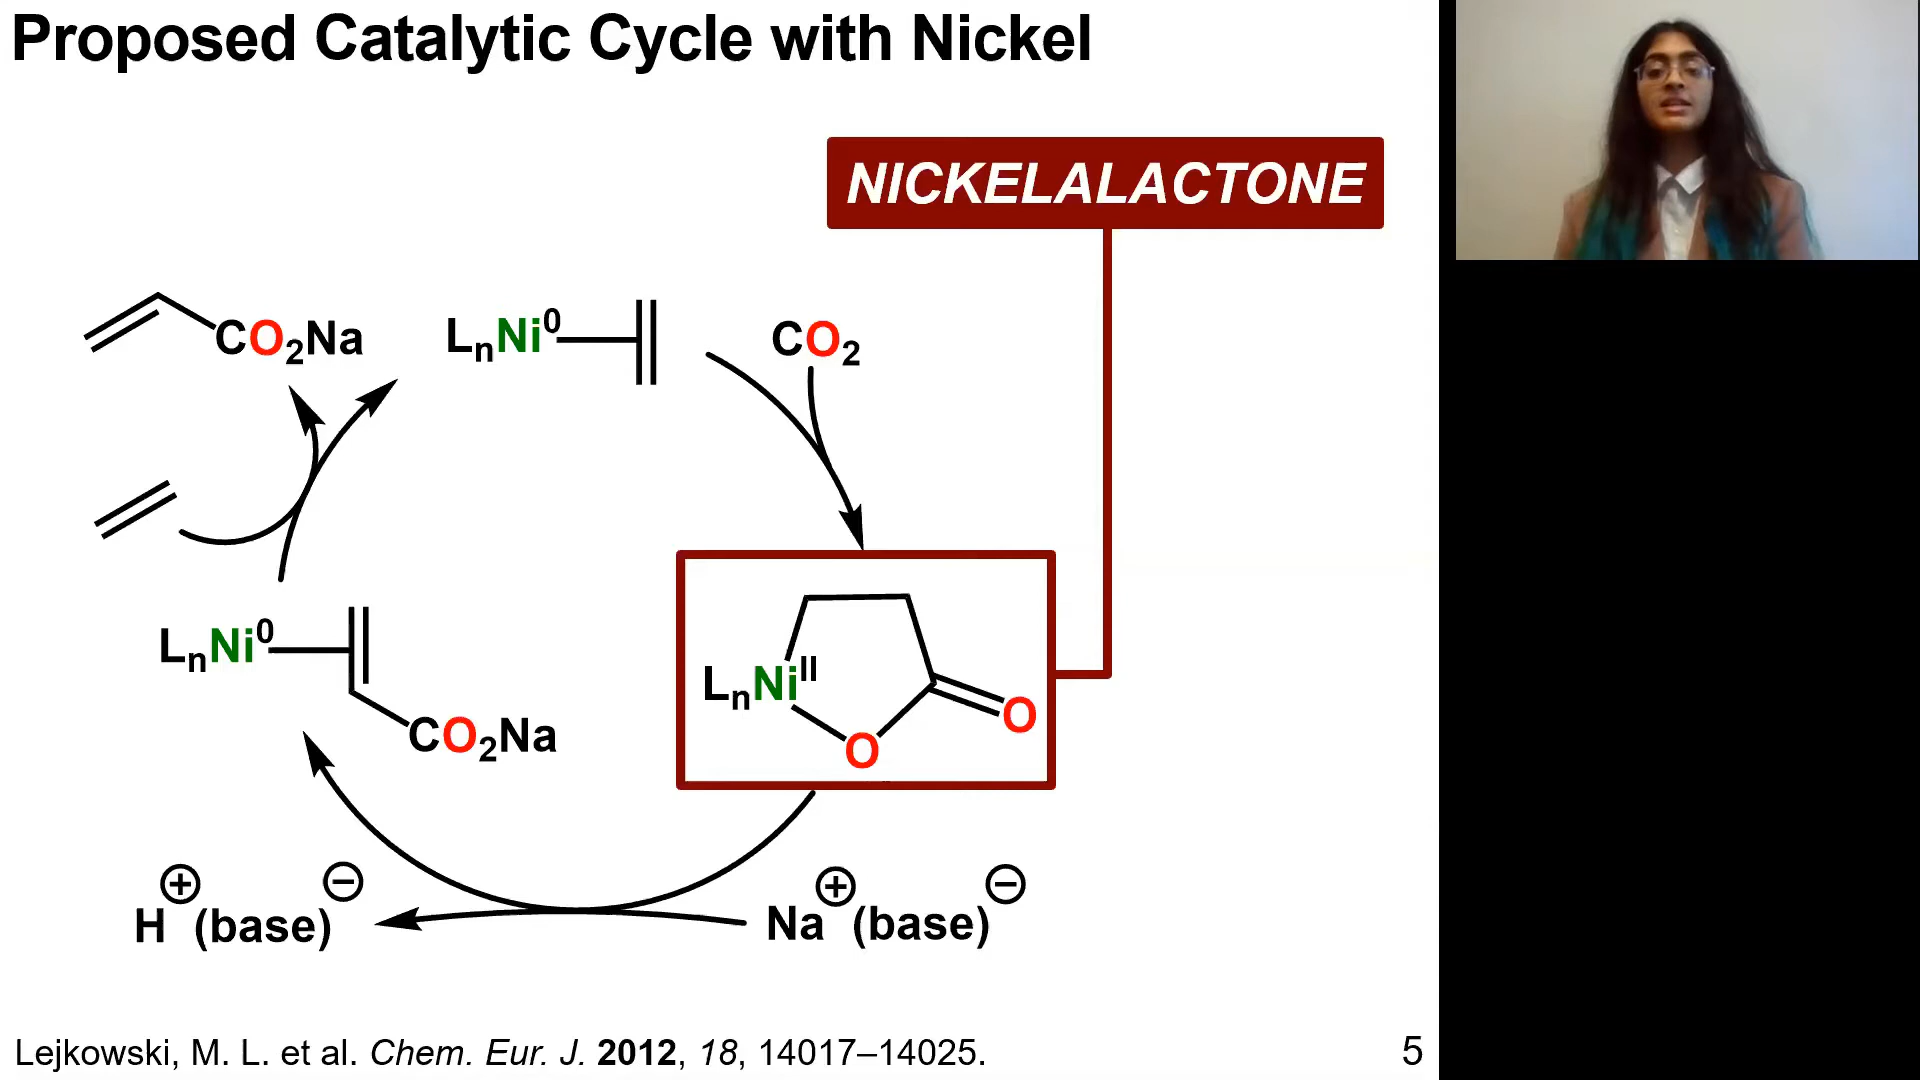 Proposed Catalytic Cycle with Nickel
NICKELALACTONE
CO₂Na
LₙNi⁰
CO₂
LₙNi⁰
CO₂Na
LₙNiᴵᴵ
O
O
H⊕(base)⊖
Na⊕(base)⊖
Lejkowski, M. L. et al. Chem. Eur. J. 2012, 18, 14017–14025.
5